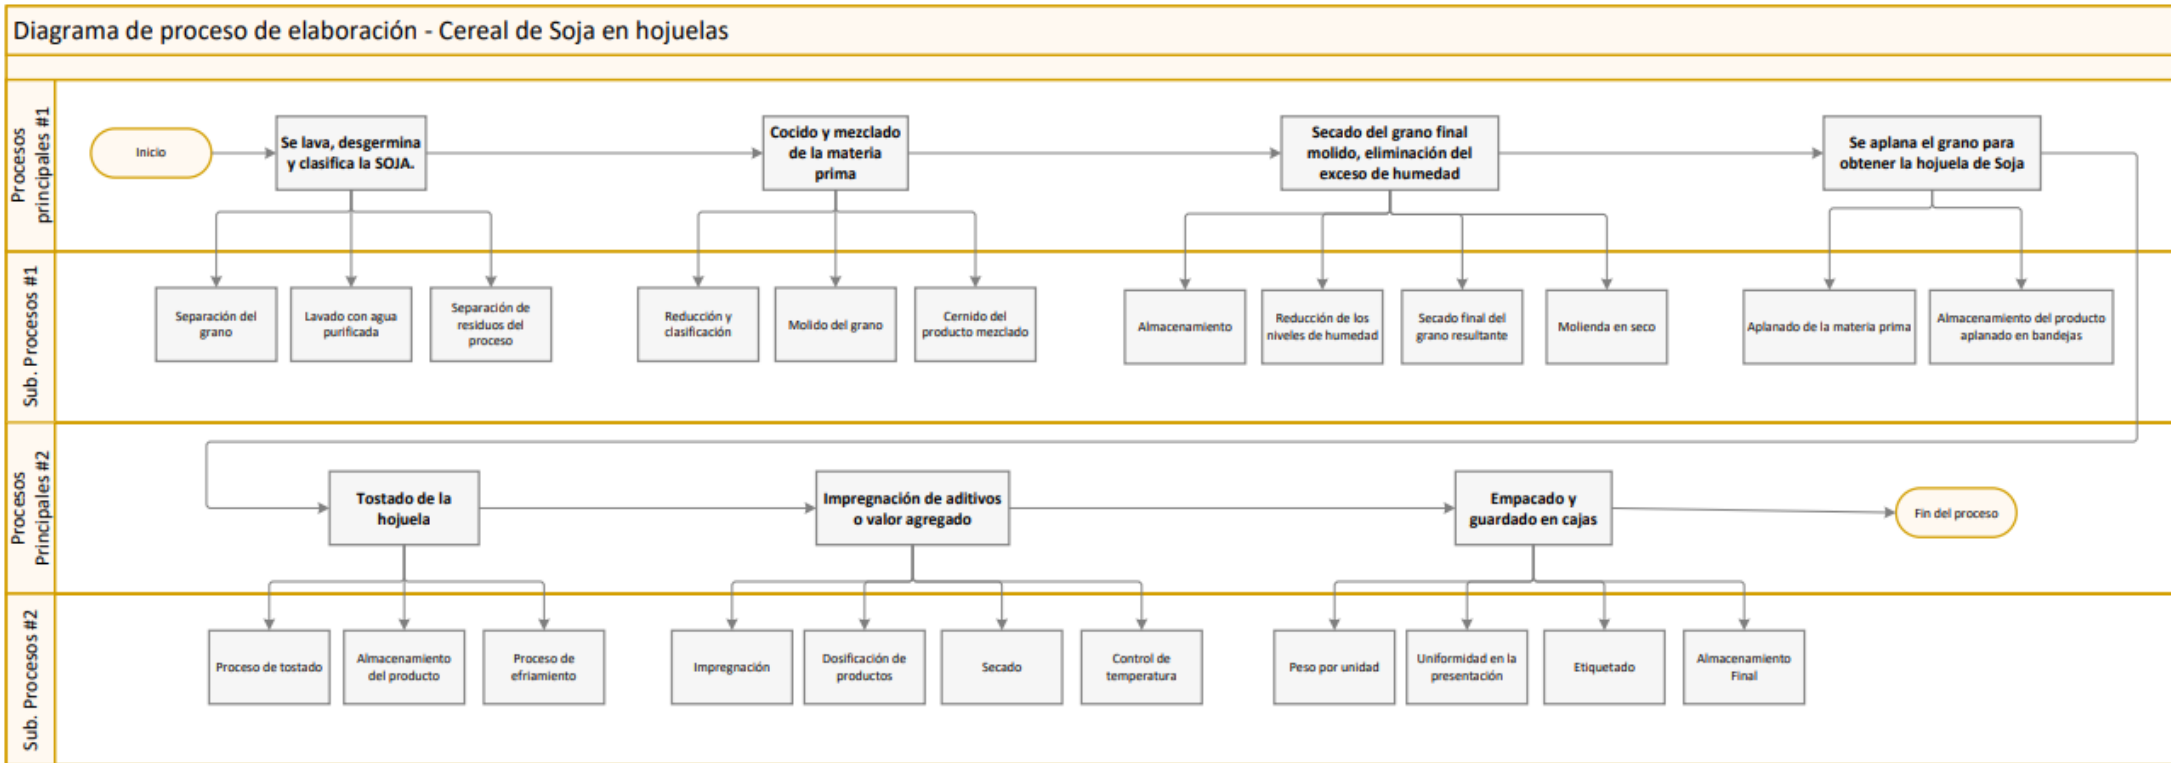 Diagrama de proceso de elaboración - Cereal de Soja en hojuelas
Procesos
principales #1
Inicio
Se lava, desgermina
y clasifica la SOJA.
Cocido y mezclado
de la materia
prima
Secado del grano final
molido, eliminación del
exceso de humedad
Se aplana el grano para
obtener la hojuela de Soja
Sub. Procesos #1
Separación del
grano
Lavado con agua
purificada
Separación de
residuos del
proceso
Reducción y
clasificación
Molido del grano
Cernido del
producto mezclado
Almacenamiento
Reducción de los
niveles de humedad
Secado final del
grano resultante
Molienda en seco
Aplanado de la materia prima
Almacenamiento del producto
aplanado en bandejas
Procesos
Principales #2
Tostado de la
hojuela
Impregnación de aditivos
o valor agregado
Empacado y
guardado en cajas
Fin del proceso
Sub. Procesos #2
Proceso de tostado
Almacenamiento
del producto
Proceso de
efriamiento
Impregnación
Dosificación de
productos
Secado
Control de
temperatura
Peso por unidad
Uniformidad en la
presentación
Etiquetado
Almacenamiento
Final